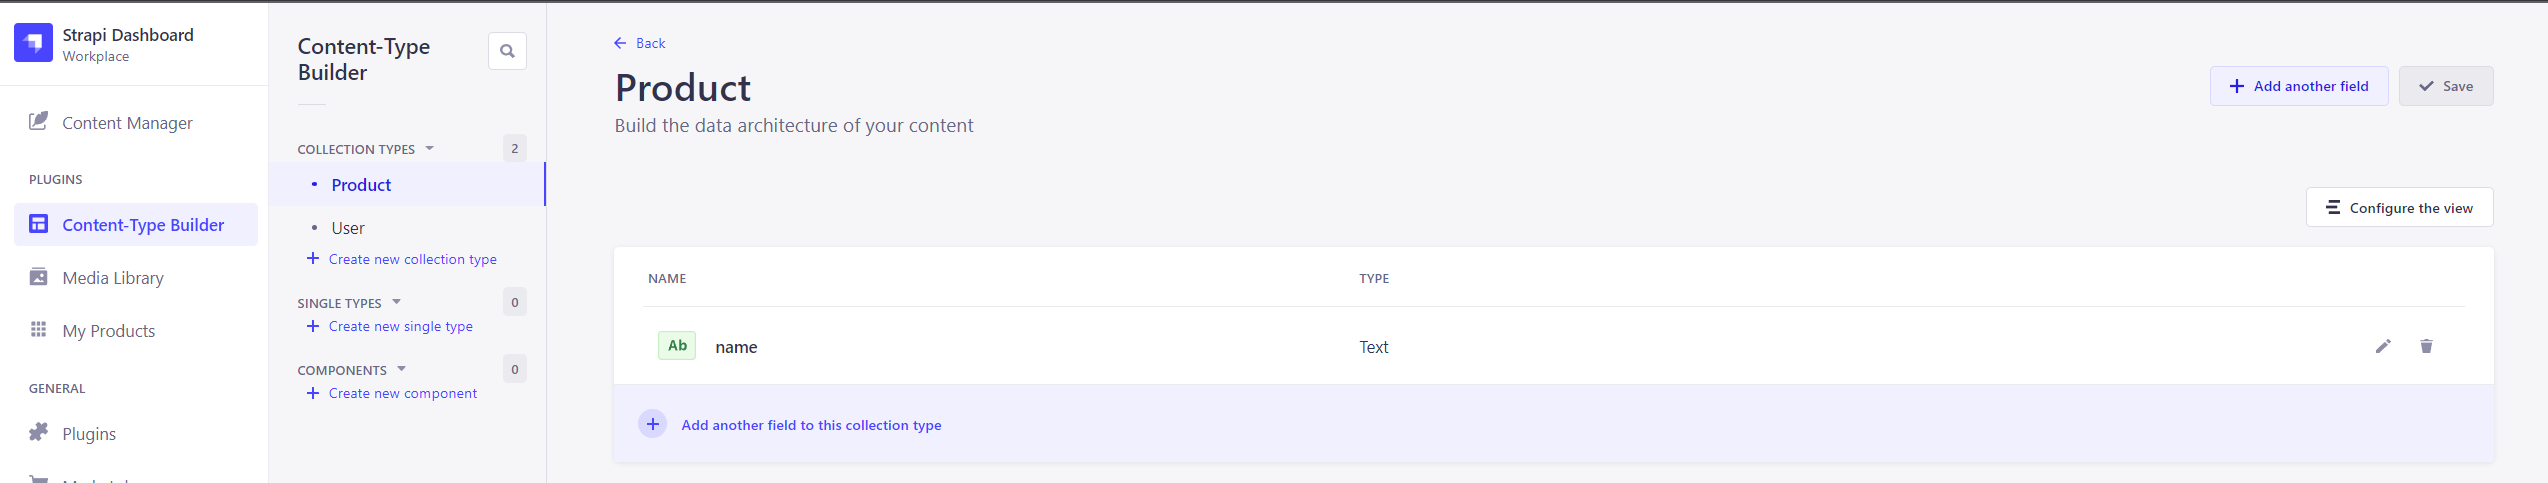 Strapi Dashboard
Workplace
Content Manager
PLUGINS
Content-Type Builder
Media Library
My Products
GENERAL
Plugins
Content-Type
Builder
COLLECTION TYPES 2
Product
User
Create new collection type
SINGLE TYPES 0
Create new single type
COMPONENTS 0
Create new component
Back
Product
Build the data architecture of your content
Add another field
Save
Configure the view
NAME TYPE
Ab name Text
Add another field to this collection type